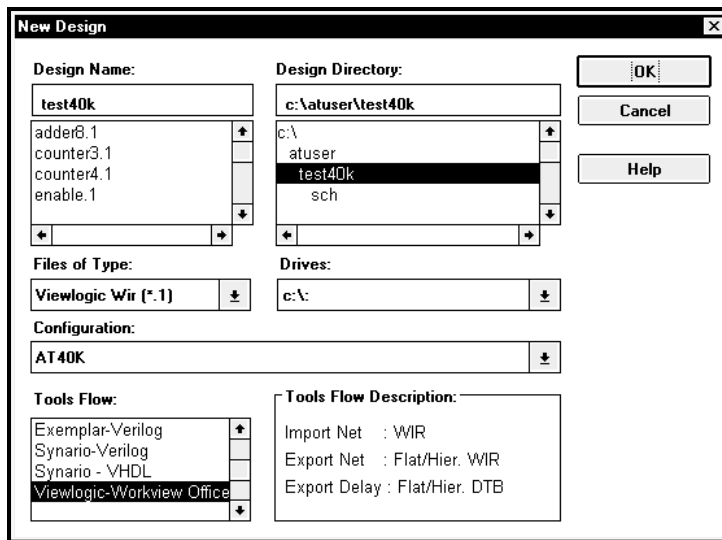 New Design
Design Name:
test40k
adder8.1
counter3.1
counter4.1
enable.1
Design Directory:
c:\atuser\test40k
c:\
atuser
test40k
sch
OK
Cancel
Help
Files of Type:
Viewlogic Wir (*.1)
Drives:
c:\:
Configuration:
AT40K
Tools Flow:
Exemplar-Verilog
Synario-Verilog
Synario - VHDL
Viewlogic-Workview Office
Tools Flow Description:
Import Net : WIR
Export Net : Flat/Hier. WIR
Export Delay : Flat/Hier. DTB